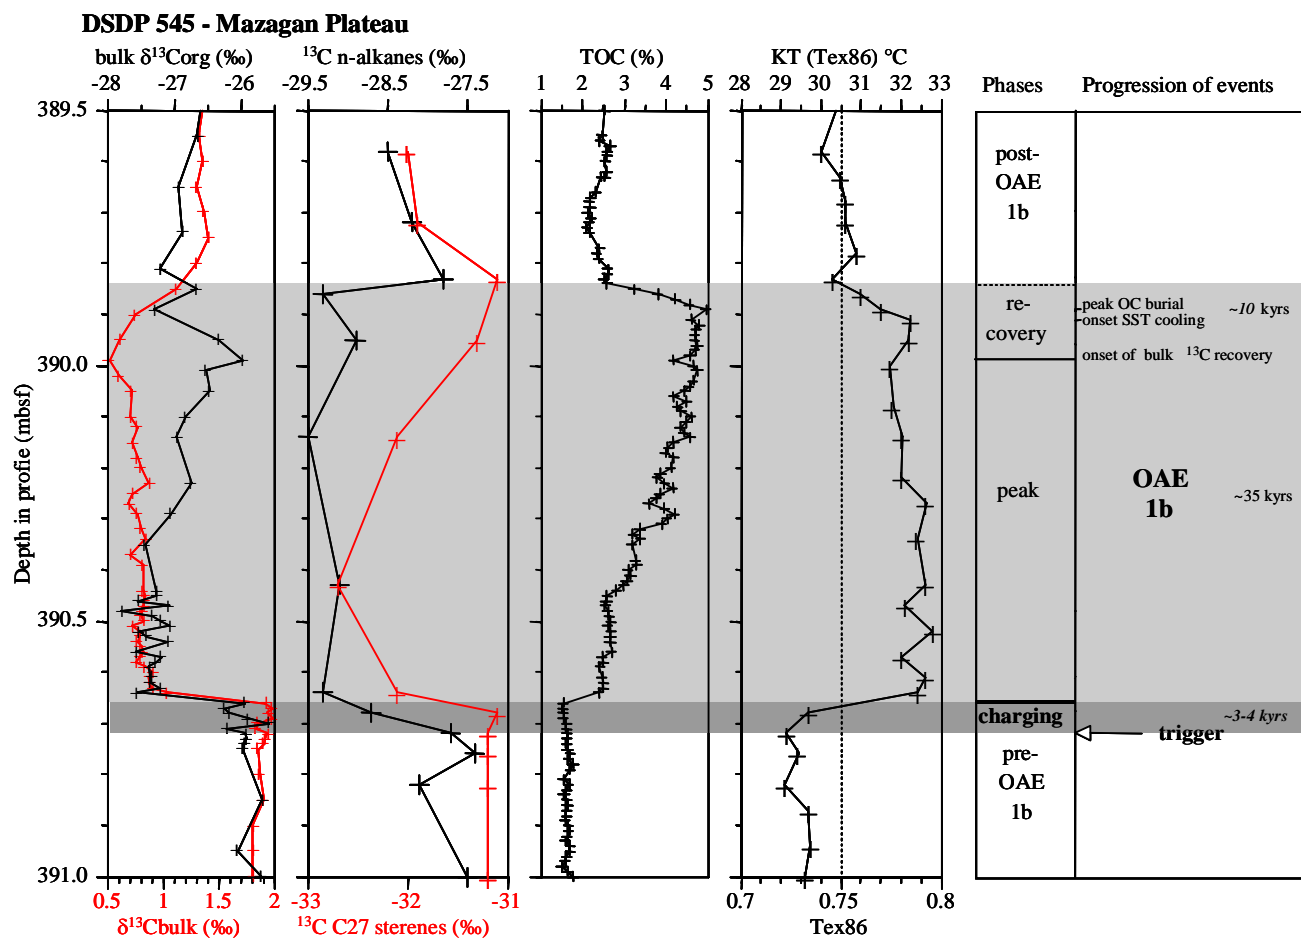 DSDP 545 - Mazagan Plateau
bulk δ¹³Corg (‰)
¹³C n-alkanes (‰)
TOC (%)
KT (Tex86) °C
-28 -27 -26
-29.5 -28.5 -27.5
1 2 3 4 5
28 29 30 31 32 33
Phases
Progression of events
Depth in profie (mbsf)
389.5
390.0
390.5
391.0
post-
OAE
1b
re-
covery
peak OC burial
onset SST cooling
~10 kyrs
onset of bulk ¹³C recovery
peak
OAE
1b
~35 kyrs
charging
~3-4 kyrs
trigger
pre-
OAE
1b
0.5 1 1.5 2
-33 -32 -31
0.7 0.75 0.8
δ¹³Cbulk (‰)
¹³C C27 sterenes (‰)
Tex86